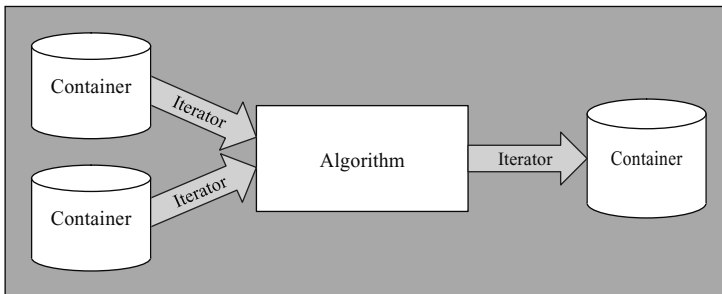 Container
Iterator
Algorithm
Iterator
Container
Container
Iterator